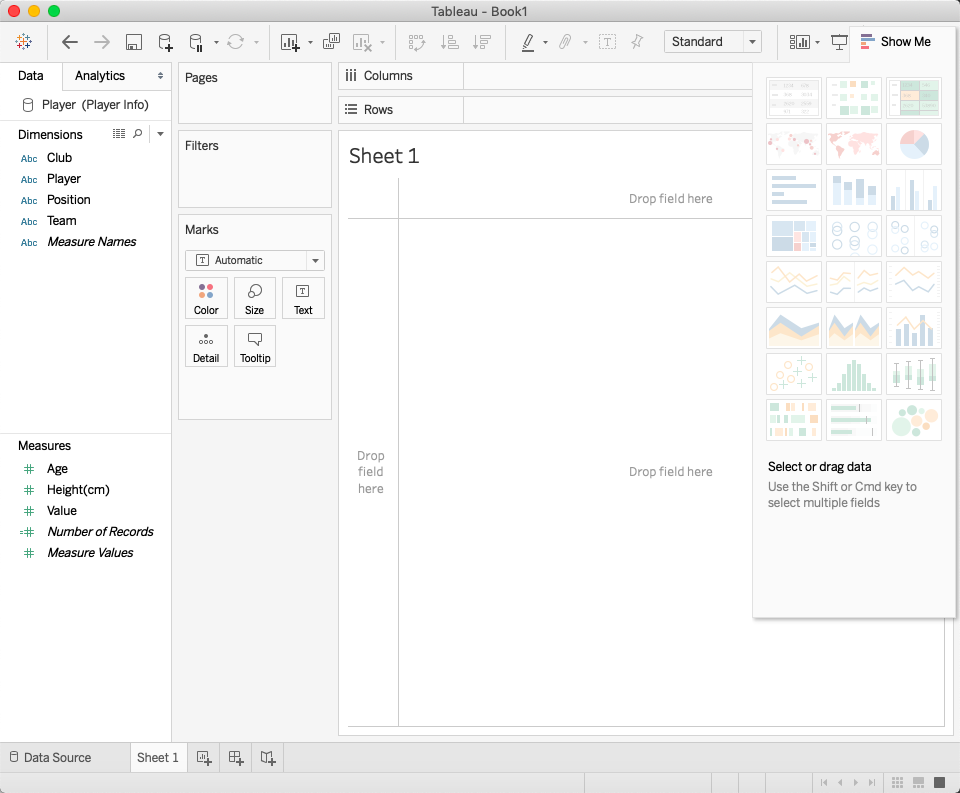 Tableau - Book1
Standard
Show Me
Data
Analytics
Pages
Columns
Player (Player Info)
Rows
Dimensions
Filters
Abc Club
Sheet 1
Abc Player
Abc Position
Drop field here
Abc Team
Marks
Abc Measure Names
Automatic
Color
Size
Text
Detail
Tooltip
Measures
Age
Drop
field
here
Drop field here
Select or drag data
Use the Shift or Cmd key to
select multiple fields
Height(cm)
Value
Number of Records
Measure Values
Data Source
Sheet 1